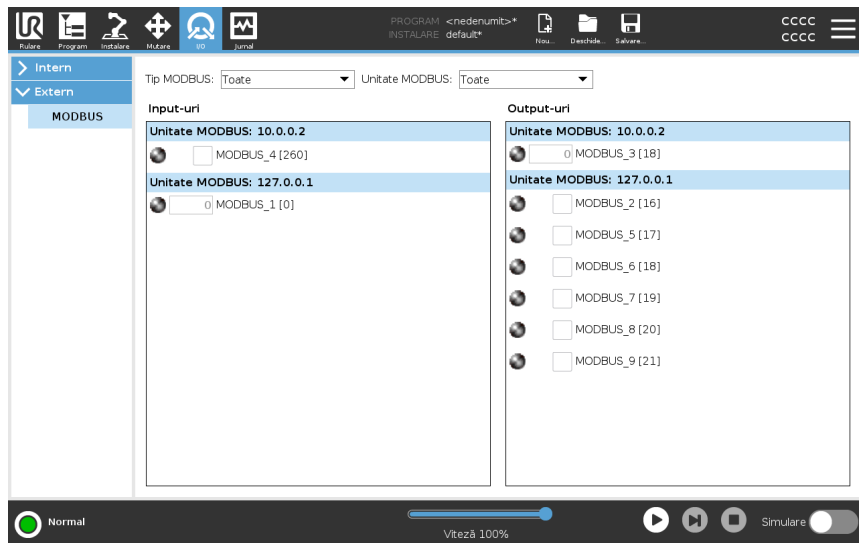 UR
Rulare Program Instalare Mutare I/O Jurnal
PROGRAM <nedenumit>*
INSTALARE default*
Nou... Deschide... Salvare...
CCCC
CCCC
Intern
Extern
MODBUS
Tip MODBUS: Toate Unitate MODBUS: Toate
Input-uri
Unitate MODBUS: 10.0.0.2
MODBUS_4 [260]
Unitate MODBUS: 127.0.0.1
0 MODBUS_1 [0]
Output-uri
Unitate MODBUS: 10.0.0.2
0 MODBUS_3 [18]
Unitate MODBUS: 127.0.0.1
MODBUS_2 [16]
MODBUS_5 [17]
MODBUS_6 [18]
MODBUS_7 [19]
MODBUS_8 [20]
MODBUS_9 [21]
Normal
Viteză 100%
Simulare